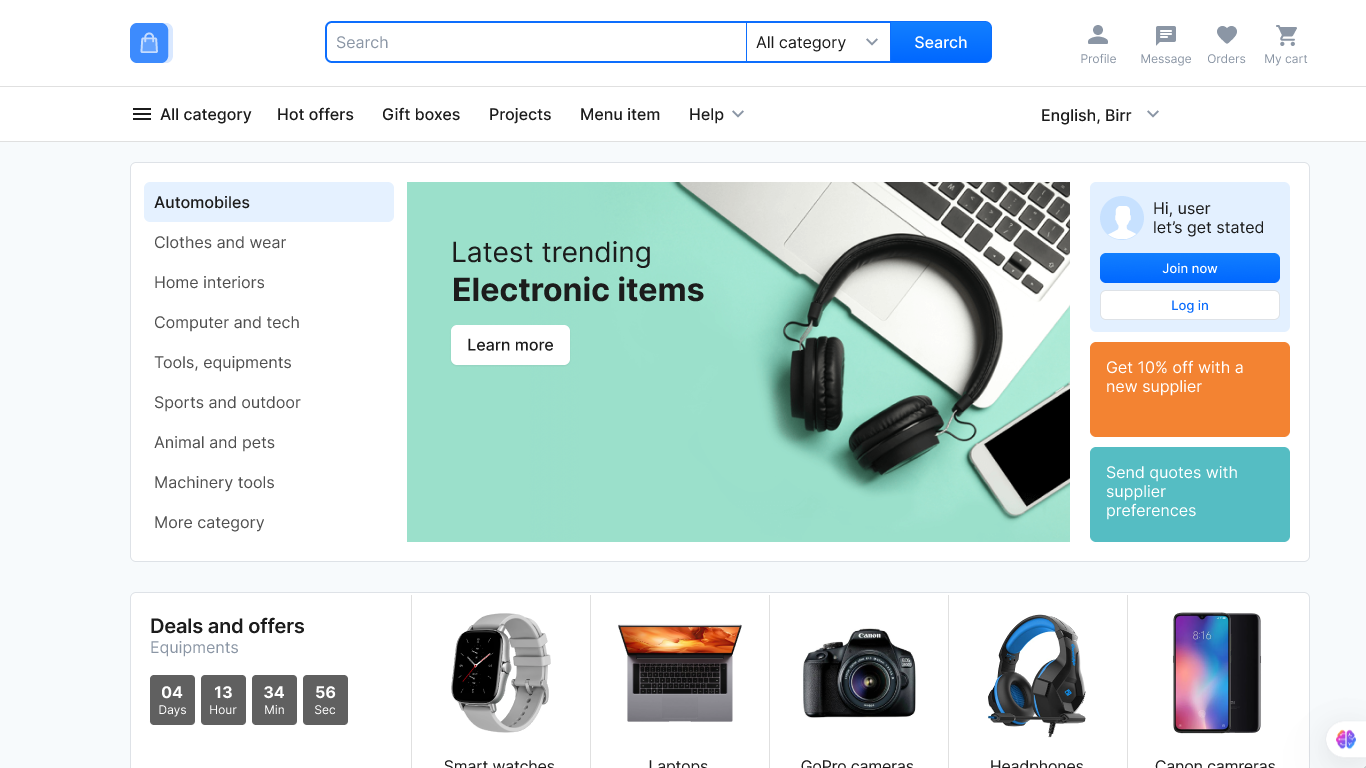 Search
All category
Search
Profile
Message
Orders
My cart
All category
Hot offers
Gift boxes
Projects
Menu item
Help
English, Birr
Automobiles
Clothes and wear
Home interiors
Computer and tech
Tools, equipments
Sports and outdoor
Animal and pets
Machinery tools
More category
Latest trending
Electronic items
Learn more
Hi, user
let’s get stated
Join now
Log in
Get 10% off with a
new supplier
Send quotes with
supplier
preferences
Deals and offers
Equipments
04
Days
13
Hour
34
Min
56
Sec
Canon
8:16
Smart watches
Laptops
GoPro cameras
Headphones
Canon camreras